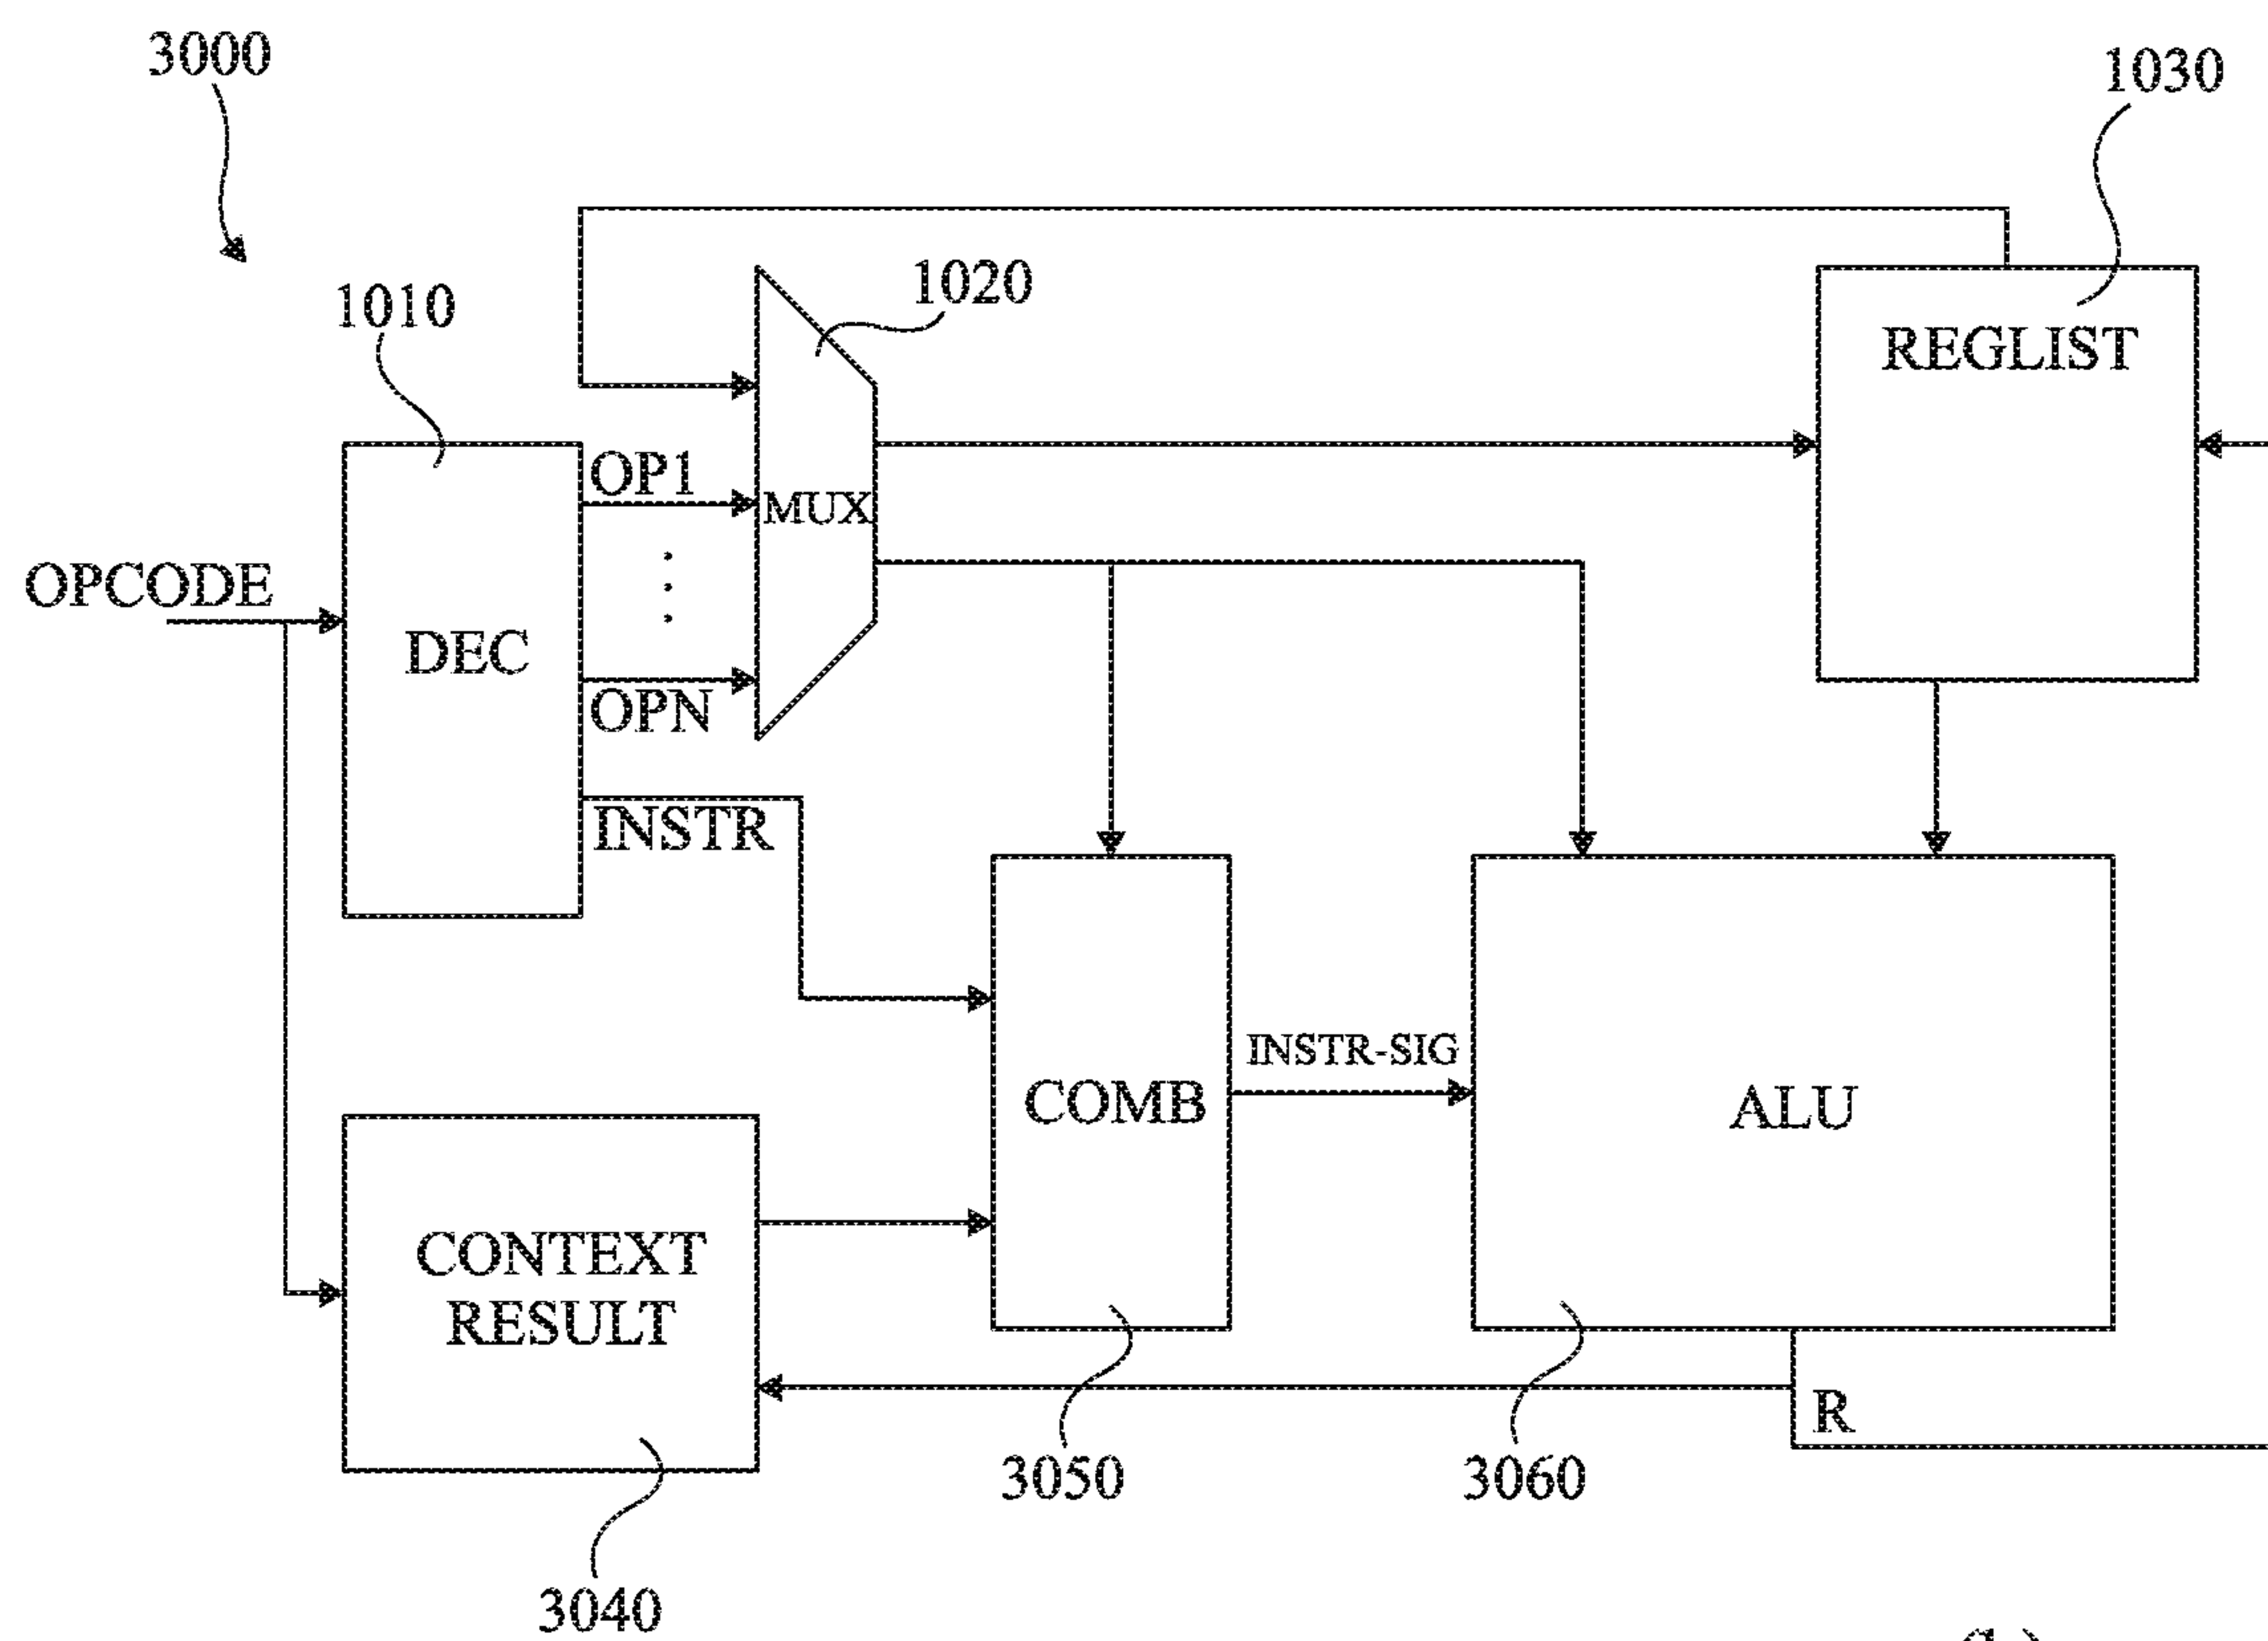 3000
1030
1010
1020
REGLIST
OP1
MUX
OPCODE
DEC
OPN
INSTR
INSTR-SIG
COMB
ALU
CONTEXT
RESULT
R
3050
3060
3040